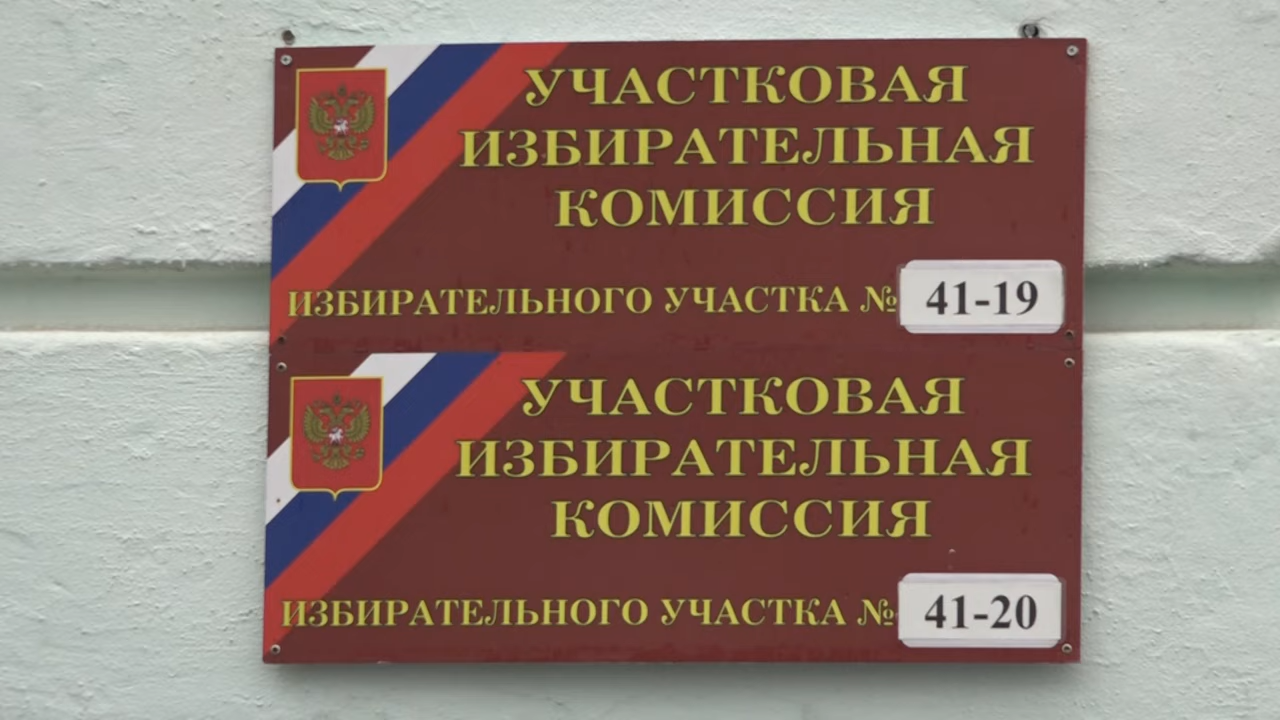 УЧАСТКОВАЯ
ИЗБИРАТЕЛЬНАЯ
КОМИССИЯ
ИЗБИРАТЕЛЬНОГО УЧАСТКА № 41-19
УЧАСТКОВАЯ
ИЗБИРАТЕЛЬНАЯ
КОМИССИЯ
ИЗБИРАТЕЛЬНОГО УЧАСТКА № 41-20